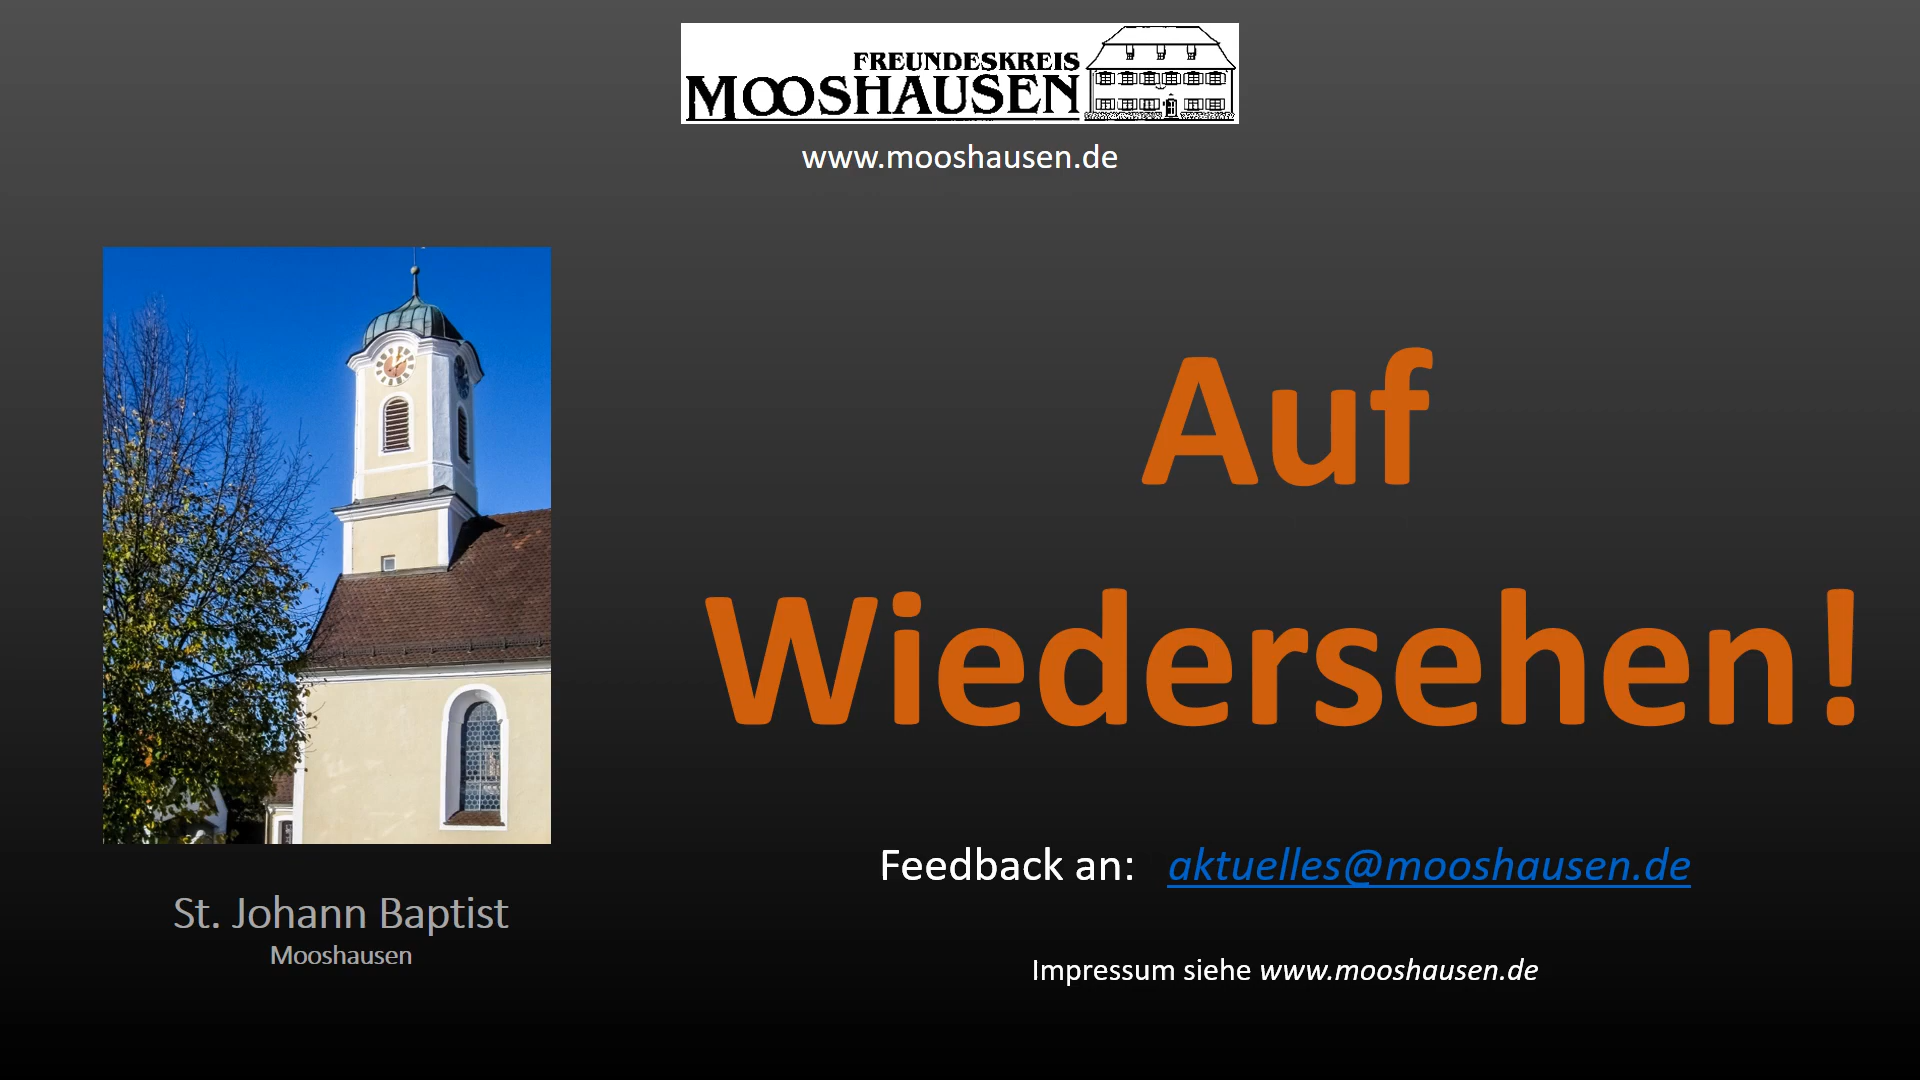 FREUNDESKREIS
MOOSHAUSEN
www.mooshausen.de
Auf
Wiedersehen!
Feedback an: aktuelles@mooshausen.de
St. Johann Baptist
Mooshausen
Impressum siehe www.mooshausen.de